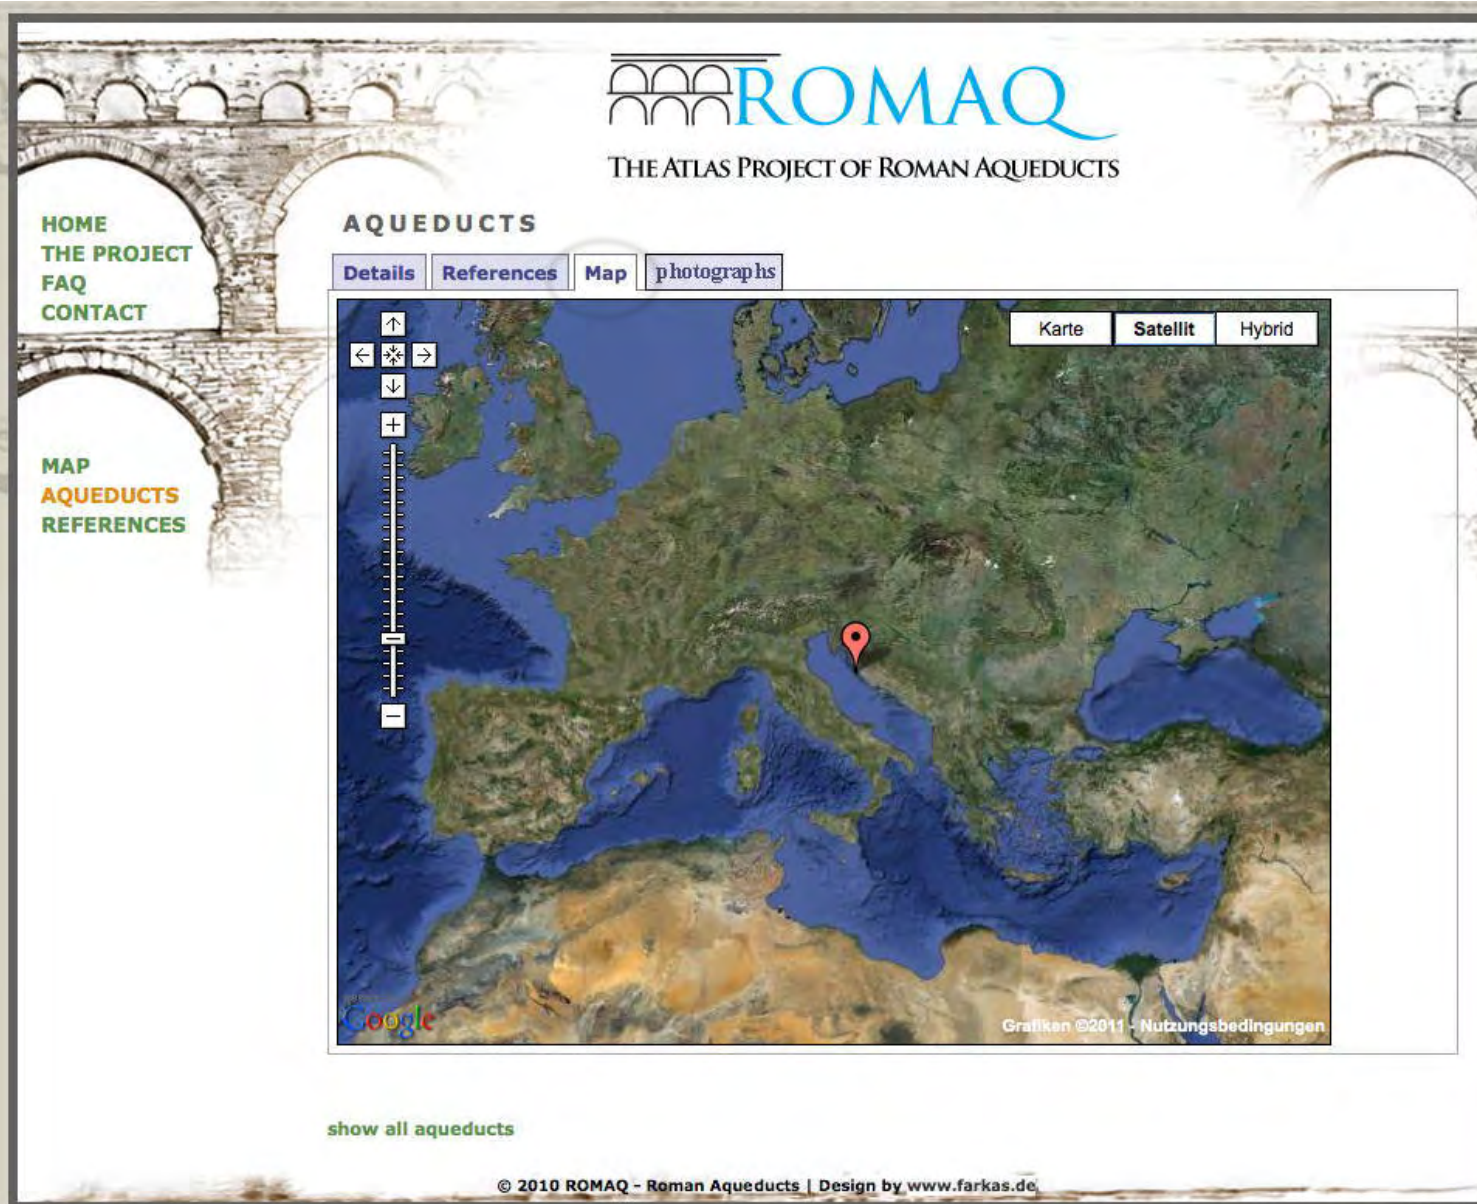 ROMAQ
THE ATLAS PROJECT OF ROMAN AQUEDUCTS
HOME
THE PROJECT
FAQ
CONTACT
MAP
AQUEDUCTS
REFERENCES
AQUEDUCTS
Details References Map photographs
Karte Satellit Hybrid
Google
Grafiken ©2011 - Nutzungsbedingungen
show all aqueducts
© 2010 ROMAQ - Roman Aqueducts | Design by www.farkas.de